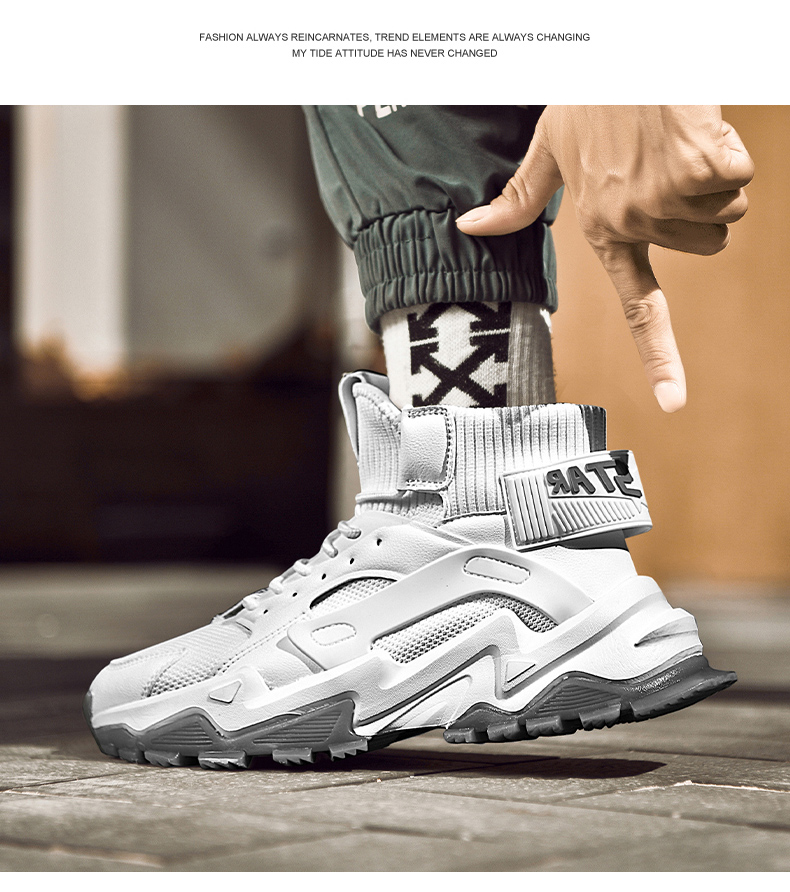 FASHION ALWAYS REINCARNATES, TREND ELEMENTS ARE ALWAYS CHANGING
MY TIDE ATTITUDE HAS NEVER CHANGED
STAR